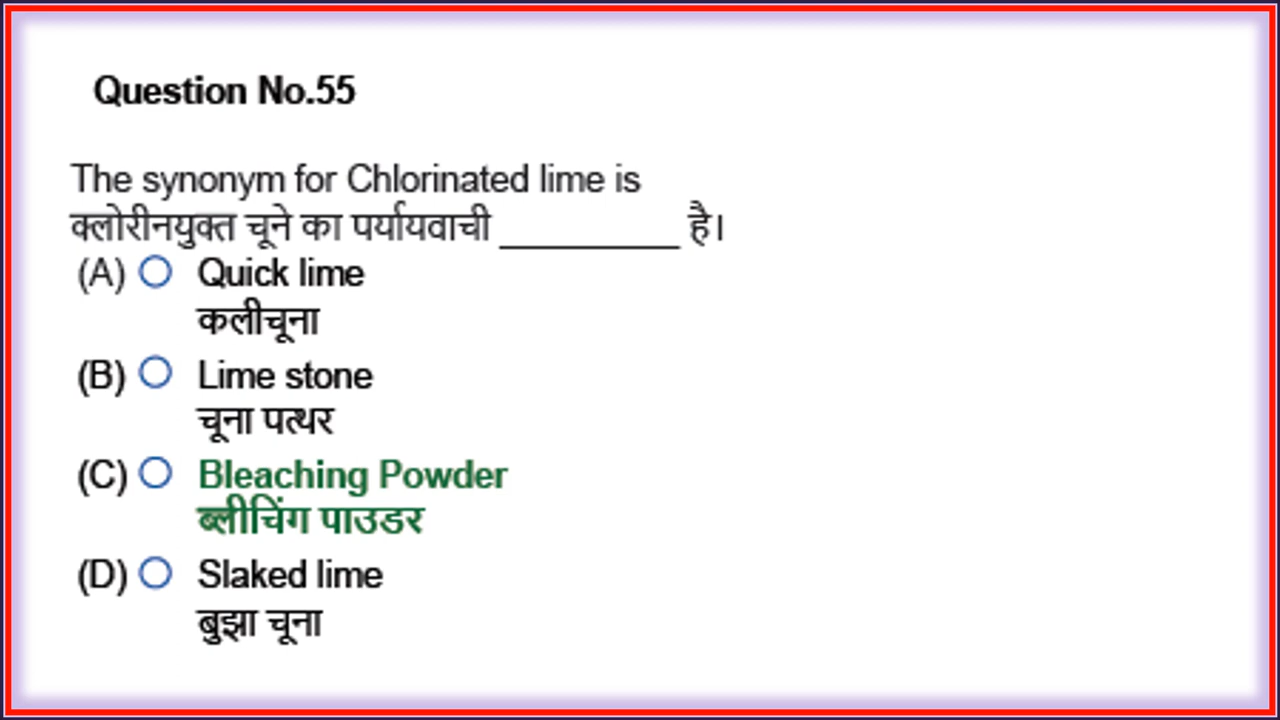 Question No.55
The synonym for Chlorinated lime is
क्लोरीनयुक्त चूने का पर्यायवाची __________ है।
(A) Quick lime
कलीचूना
(B) Lime stone
चूना पत्थर
(C) Bleaching Powder
ब्लीचिंग पाउडर
(D) Slaked lime
बुझा चूना